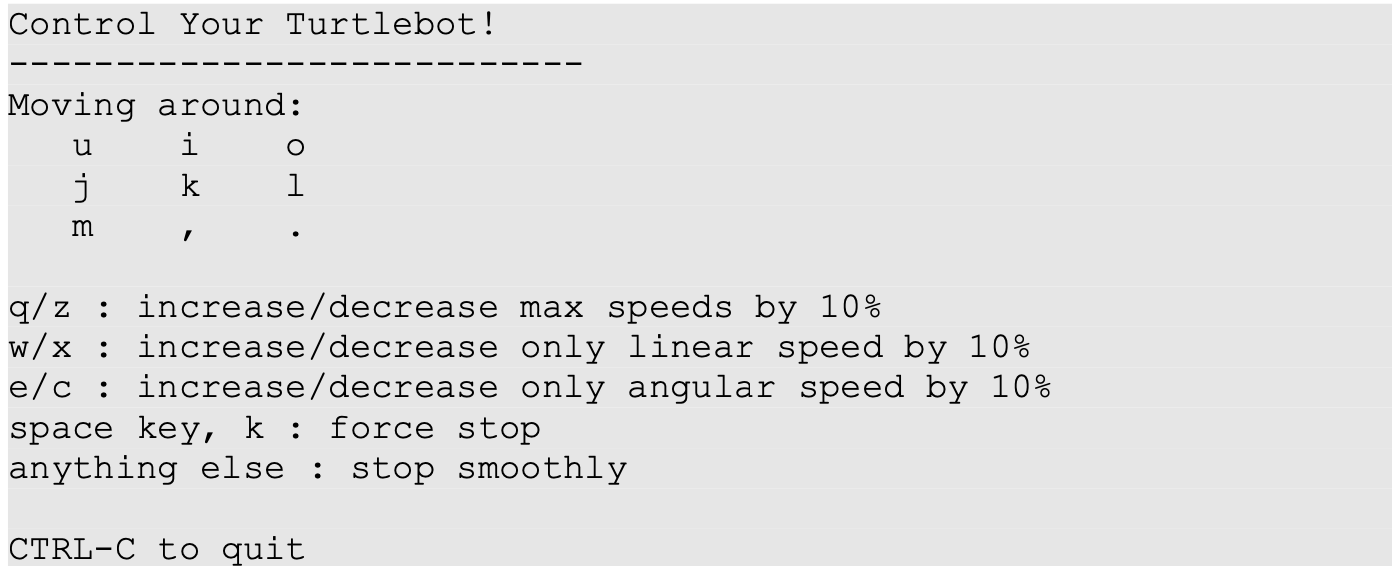 Control Your Turtlebot!
---------------------------
Moving around:
   u    i    o
   j    k    l
   m    ,    .

q/z : increase/decrease max speeds by 10%
w/x : increase/decrease only linear speed by 10%
e/c : increase/decrease only angular speed by 10%
space key, k : force stop
anything else : stop smoothly

CTRL-C to quit